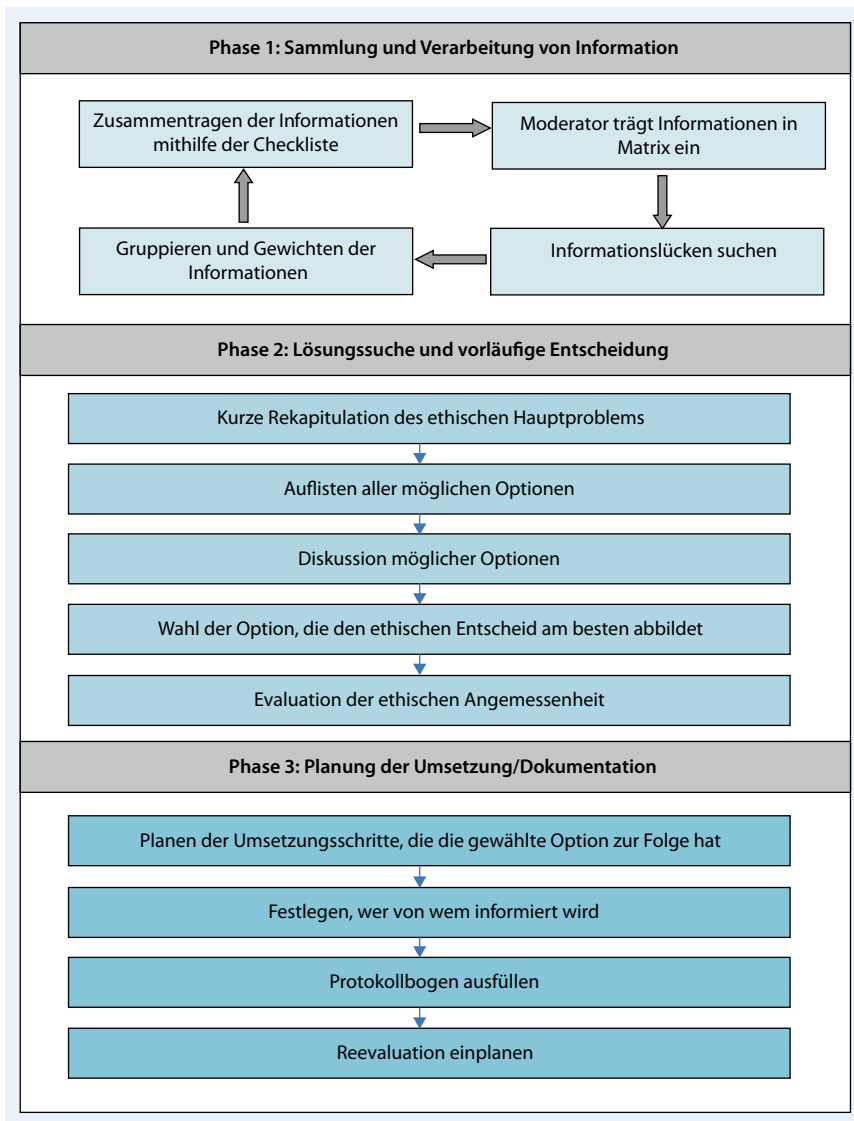 Phase 1: Sammlung und Verarbeitung von Information
Zusammentragen der Informationen
mithilfe der Checkliste
Moderator trägt Informationen in
Matrix ein
Gruppieren und Gewichten der
Informationen
Informationslücken suchen
Phase 2: Lösungssuche und vorläufige Entscheidung
Kurze Rekapitulation des ethischen Hauptproblems
Auflisten aller möglichen Optionen
Diskussion möglicher Optionen
Wahl der Option, die den ethischen Entscheid am besten abbildet
Evaluation der ethischen Angemessenheit
Phase 3: Planung der Umsetzung/Dokumentation
Planen der Umsetzungsschritte, die die gewählte Option zur Folge hat
Festlegen, wer von wem informiert wird
Protokollbogen ausfüllen
Reevaluation einplanen